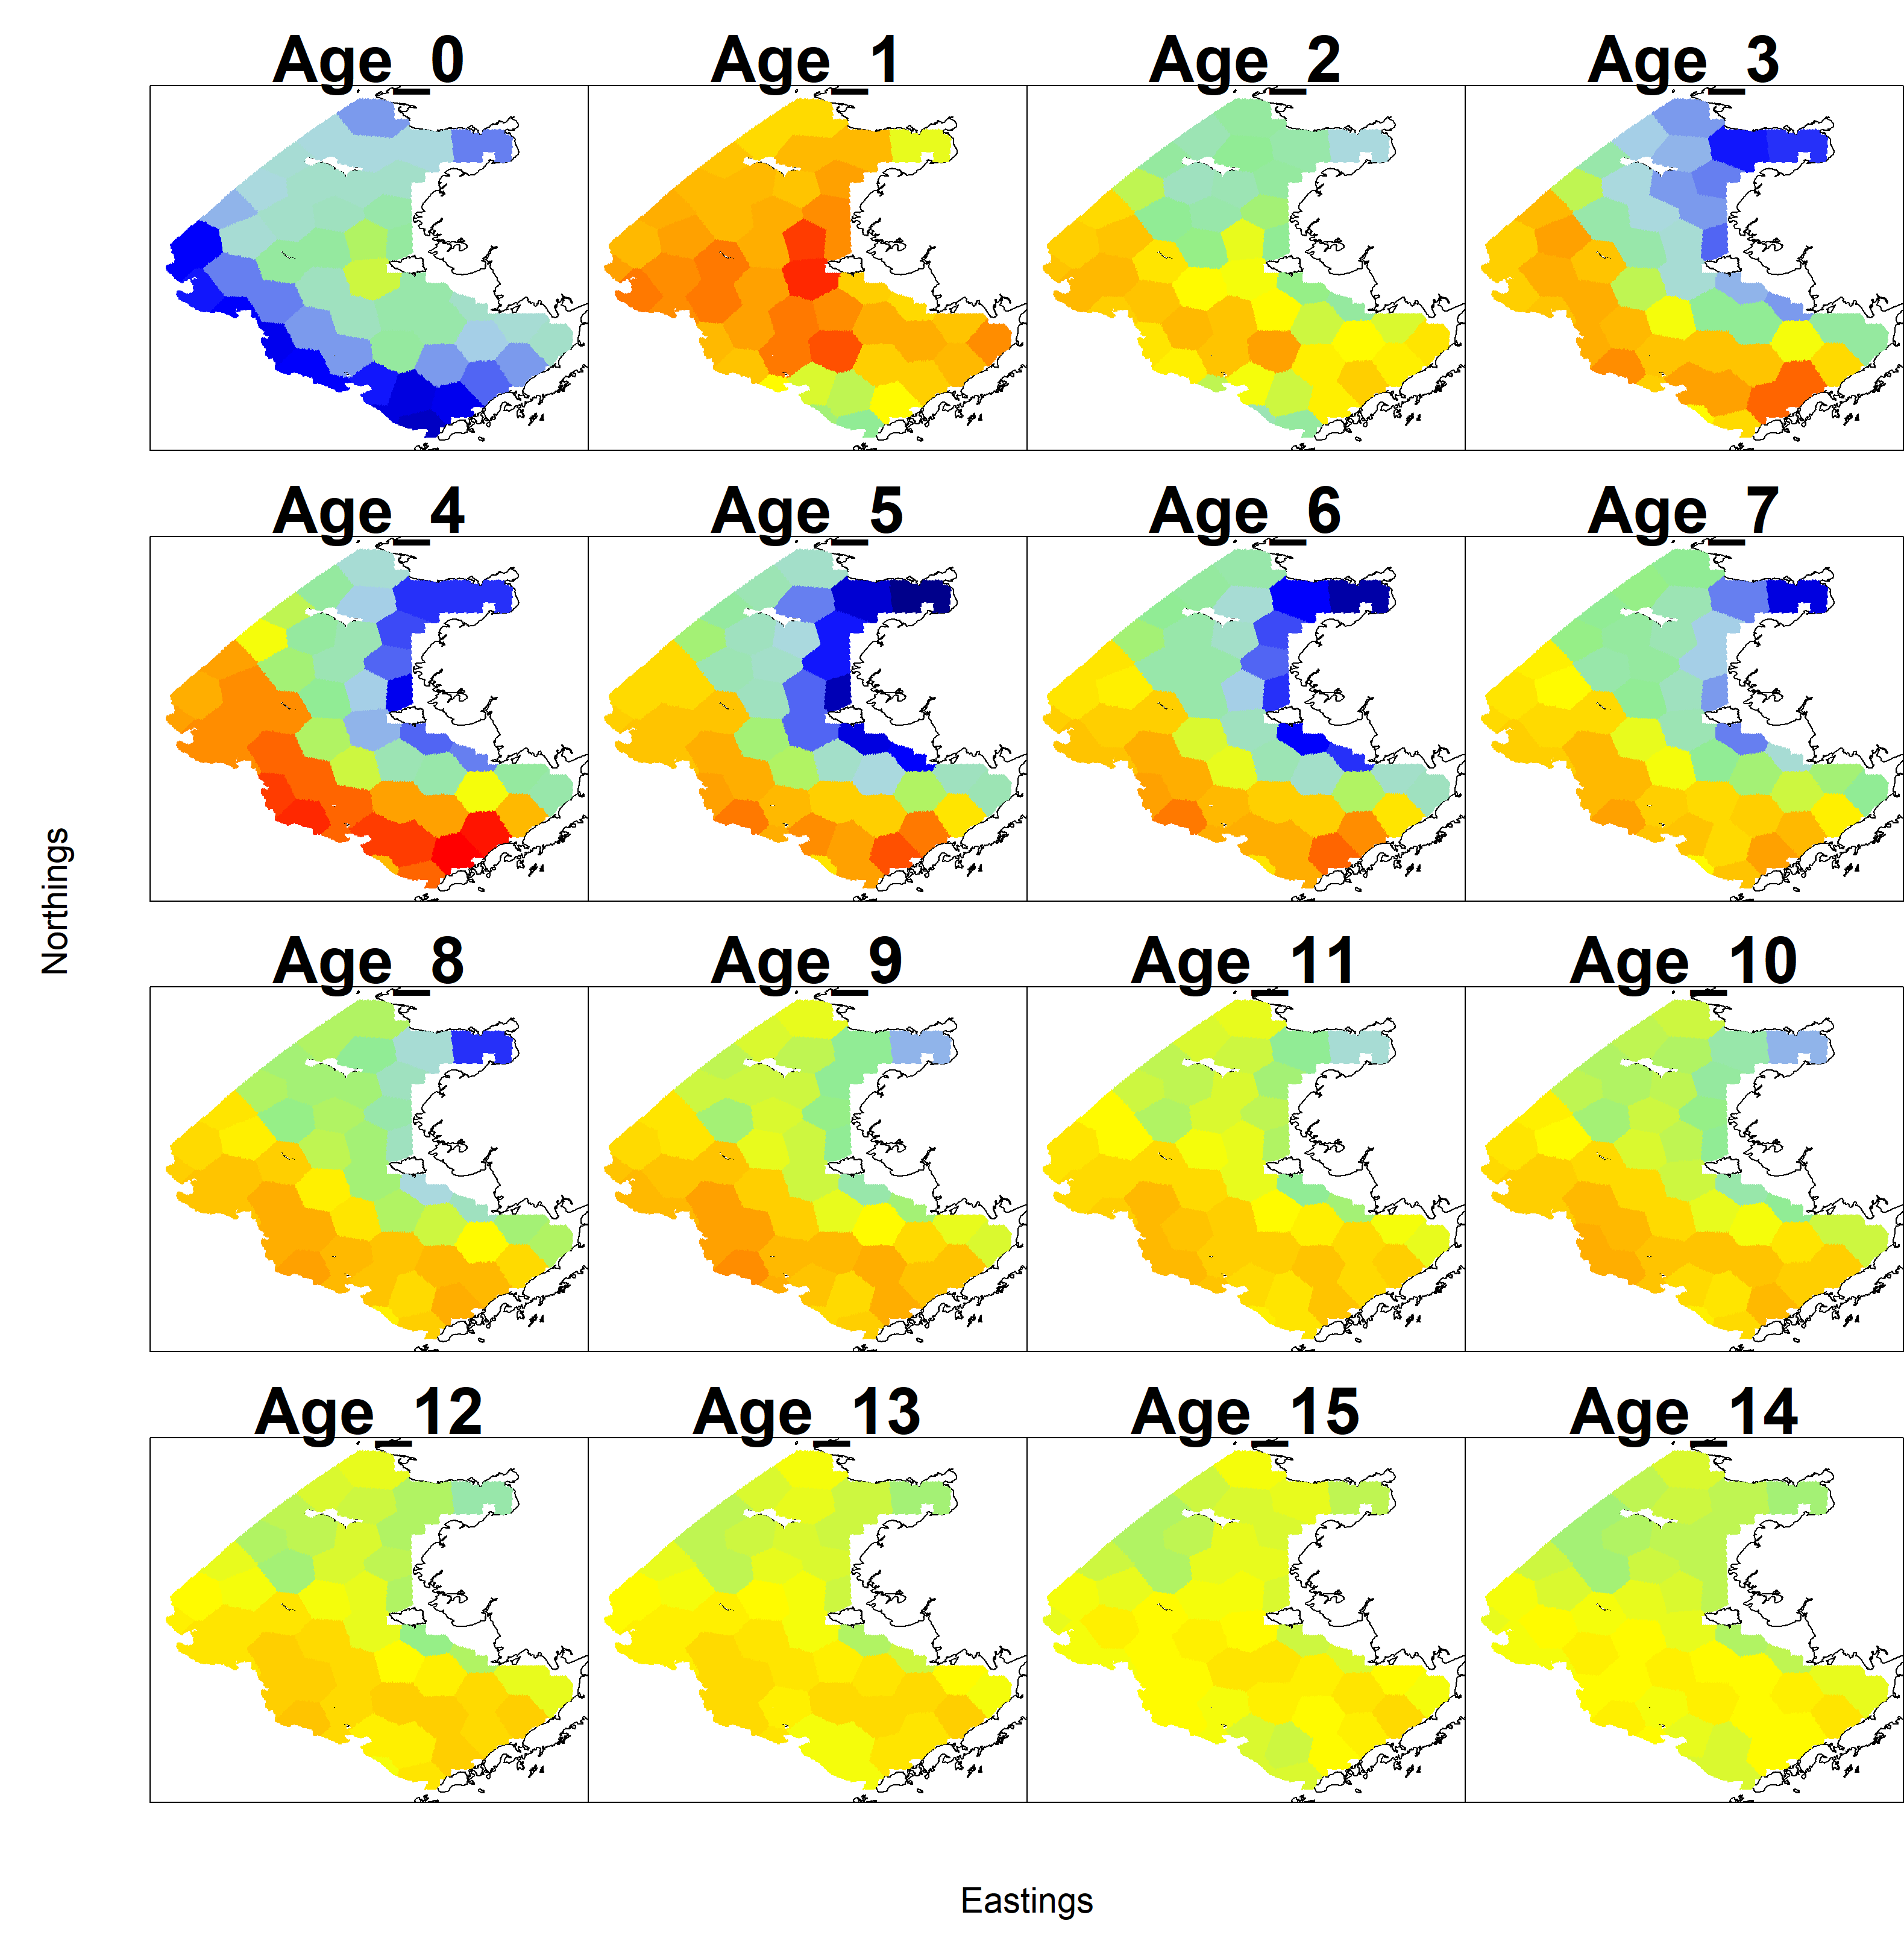 Age_0 Age_1 Age_2 Age_3
Age_4 Age_5 Age_6 Age_7
Northings
Age_8 Age_9 Age_11 Age_10
Age_12 Age_13 Age_15 Age_14
Eastings